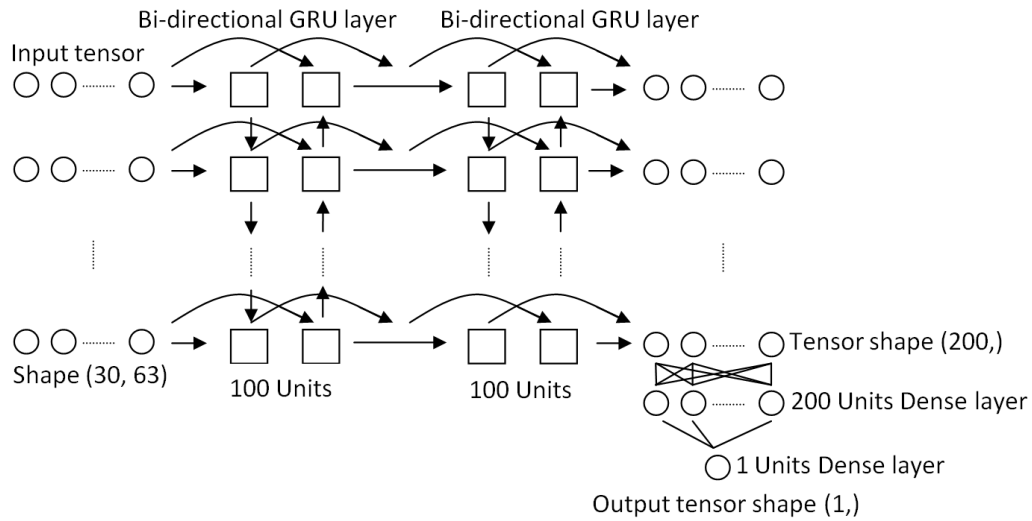 Bi-directional GRU layer
Bi-directional GRU layer
Input tensor
Shape (30, 63)
100 Units
100 Units
Tensor shape (200,)
200 Units Dense layer
1 Units Dense layer
Output tensor shape (1,)